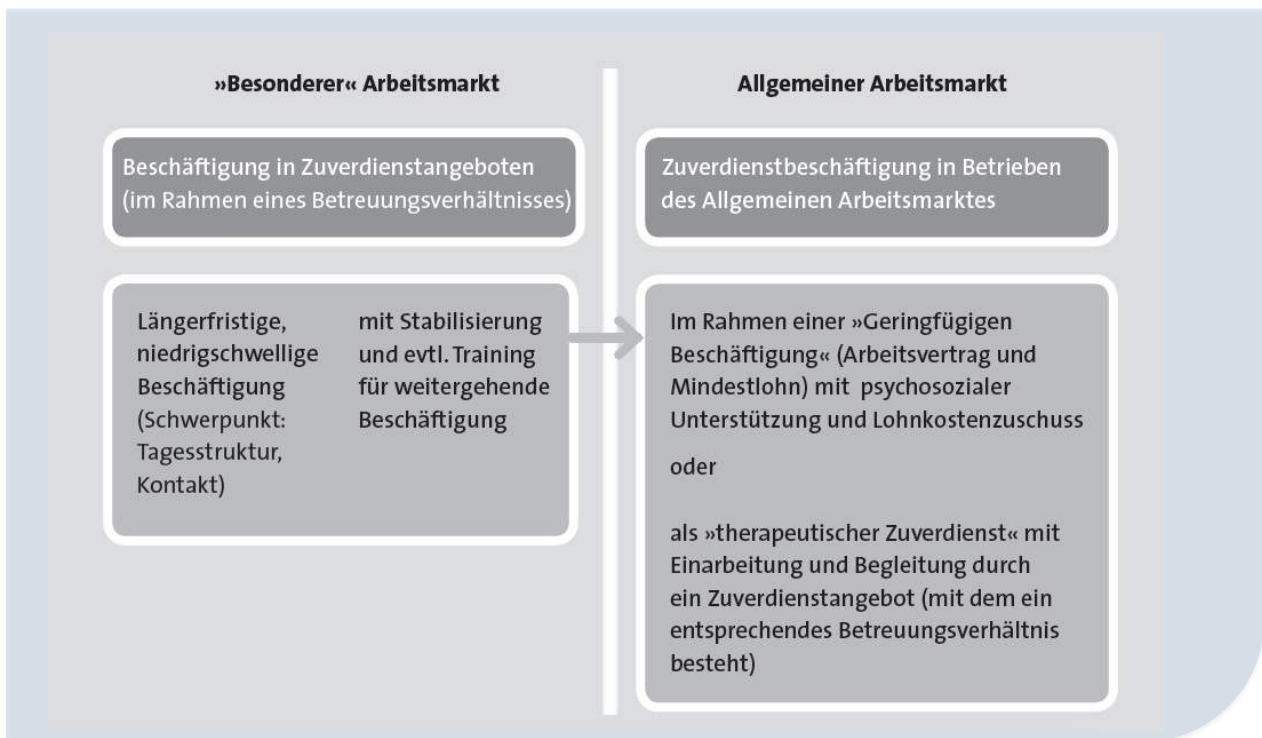 »Besonderer« Arbeitsmarkt
Beschäftigung in Zuverdienstangeboten
(im Rahmen eines Betreuungsverhältnisses)
Längerfristige,
niedrigschwellige
Beschäftigung
(Schwerpunkt:
Tagesstruktur,
Kontakt)
mit Stabilisierung
und evtl. Training
für weitergehende
Beschäftigung
Allgemeiner Arbeitsmarkt
Zuverdienstbeschäftigung in Betrieben
des Allgemeinen Arbeitsmarktes
Im Rahmen einer »Geringfügigen
Beschäftigung« (Arbeitsvertrag und
Mindestlohn) mit psychosozialer
Unterstützung und Lohnkostenzuschuss
oder
als »therapeutischer Zuverdienst« mit
Einarbeitung und Begleitung durch
ein Zuverdienstangebot (mit dem ein
entsprechendes Betreuungsverhältnis
besteht)